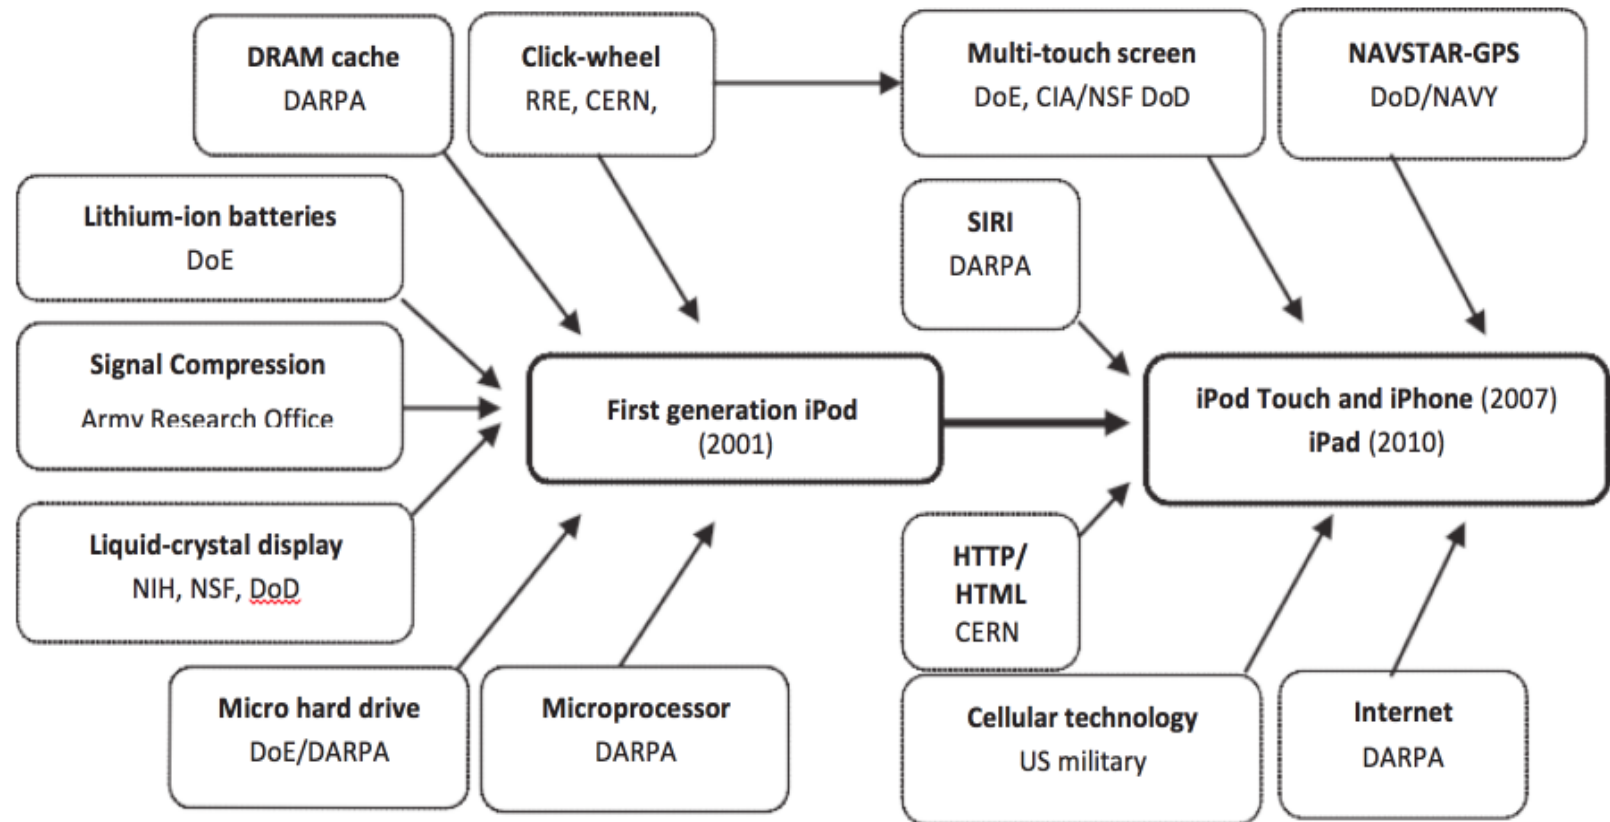 DRAM cache
DARPA
Click-wheel
RRE, CERN,
Multi-touch screen
DoE, CIA/NSF DoD
NAVSTAR-GPS
DoD/NAVY
Lithium-ion batteries
DoE
SIRI
DARPA
Signal Compression
Army Research Office
First generation iPod
(2001)
iPod Touch and iPhone (2007)
iPad (2010)
Liquid-crystal display
NIH, NSF, DoD
HTTP/
HTML
CERN
Micro hard drive
DoE/DARPA
Microprocessor
DARPA
Cellular technology
US military
Internet
DARPA